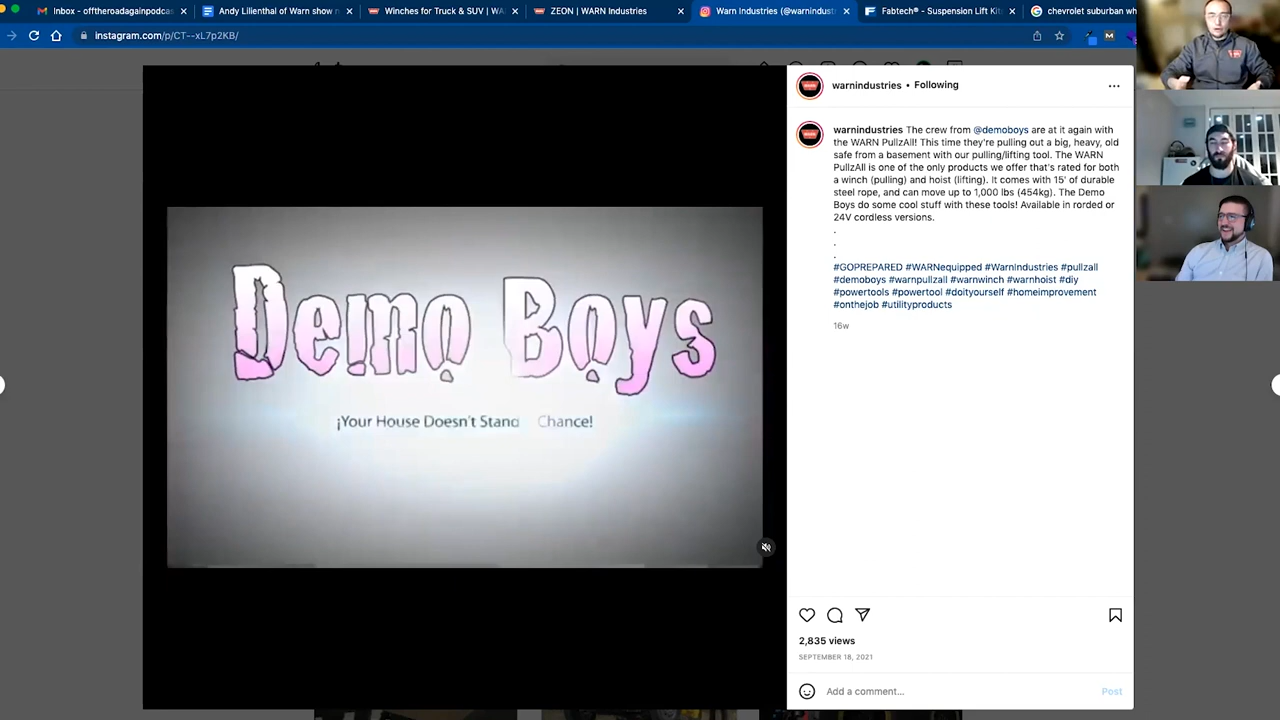 Inbox - offtheroadagainpodcas
Andy Lilienthal of Warn show n
Winches for Truck & SUV | WA
ZEON | WARN Industries
Warn Industries (@warnindust
Fabtech® - Suspension Lift Kit
chevrolet suburban wh
instagram.com/p/CT--xL7p2KB/
warnindustries • Following
warnindustries The crew from @demoboys are at it again with
the WARN PullzAll! This time they're pulling out a big, heavy, old
safe from a basement with our pulling/lifting tool. The WARN
PullzAll is one of the only products we offer that's rated for both
a winch (pulling) and hoist (lifting). It comes with 15' of durable
steel rope, and can move up to 1,000 lbs (454kg). The Demo
Boys do some cool stuff with these tools! Available in rorded or
24V cordless versions.
.
.
.
#GOPREPARED #WARNequipped #WarnIndustries #pullzall
#demoboys #warnpullzall #warnwinch #warnhoist #diy
#powertools #powertool #doityourself #homeimprovement
#onthejob #utilityproducts
16w
Demo Boys
¡Your House Doesn't Stand Chance!
2,835 views
SEPTEMBER 18, 2021
Add a comment...
Post